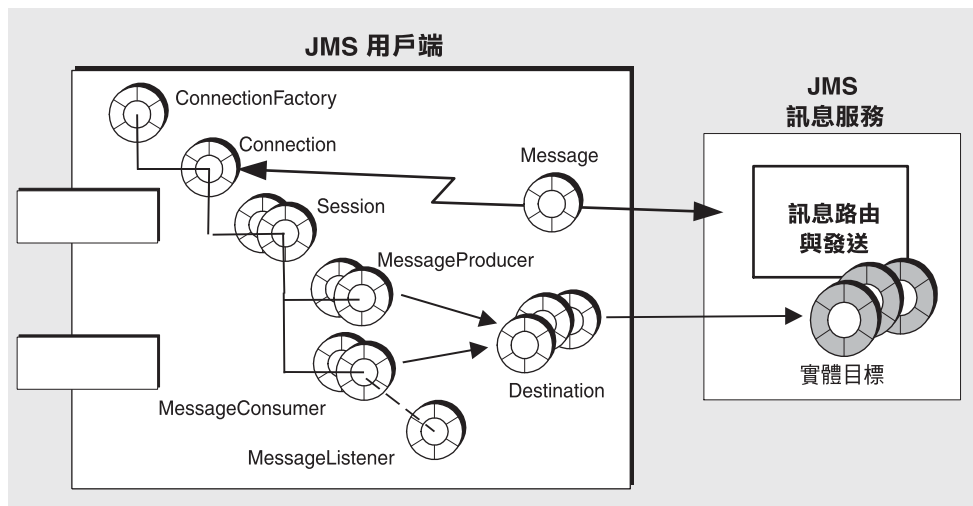 JMS 用戶端
ConnectionFactory
Connection
Session
Message
MessageProducer
MessageConsumer
MessageListener
Destination
JMS
訊息服務
訊息路由
與發送
實體目標